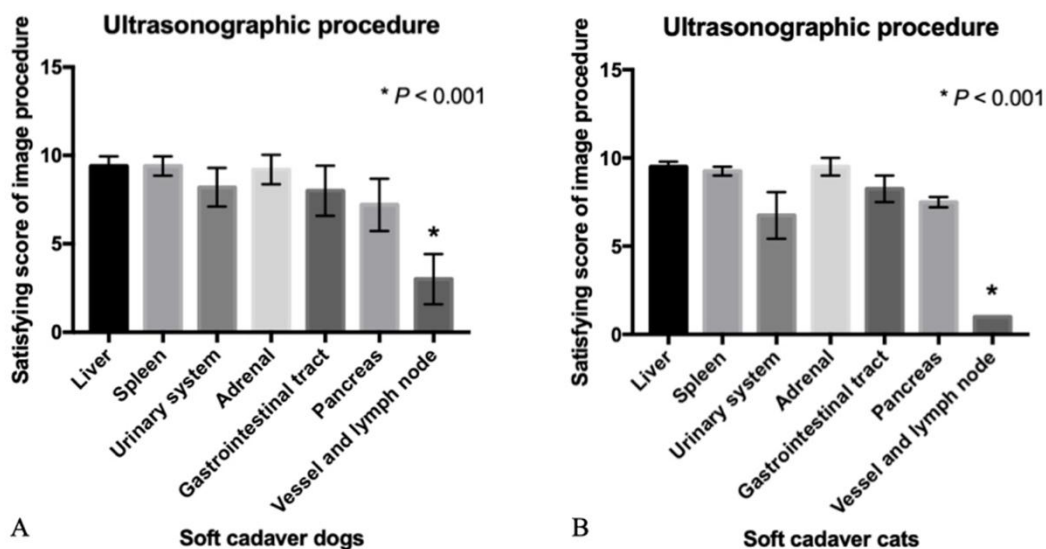 Ultrasonographic procedure
Satisfying score of image procedure
15
10
5
0
* P < 0.001
*
Liver
Spleen
Urinary system
Adrenal
Gastrointestinal tract
Pancreas
Vessel and lymph node
A
Soft cadaver dogs
Ultrasonographic procedure
Satisfying score of image procedure
15
10
5
0
* P < 0.001
*
Liver
Spleen
Urinary system
Adrenal
Gastrointestinal tract
Pancreas
Vessel and lymph node
B
Soft cadaver cats